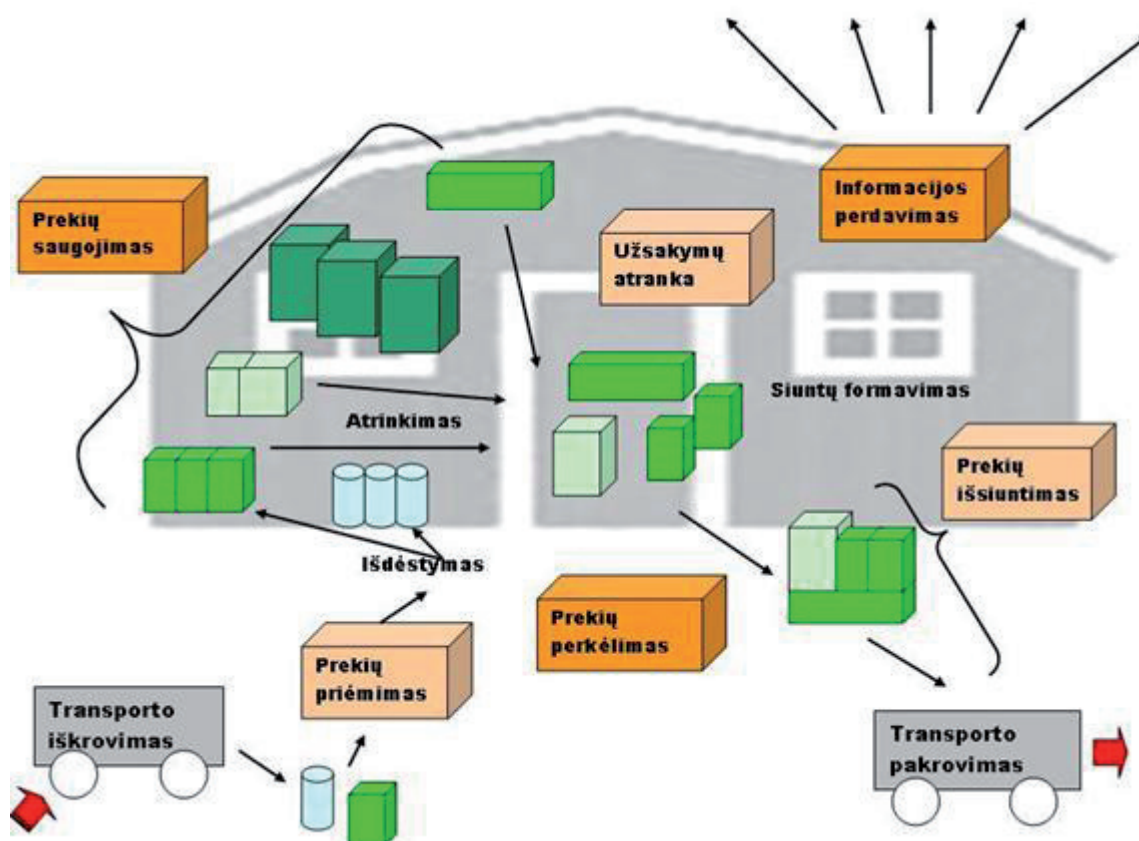 Prekių
saugojimas
Informacijos
perdavimas
Užsakymų
atranka
Siuntų formavimas
Atrinkimas
Prekių
išsiuntimas
Išdėstymas
Prekių
perkėlimas
Prekių
priėmimas
Transporto
iškrovimas
Transporto
pakrovimas